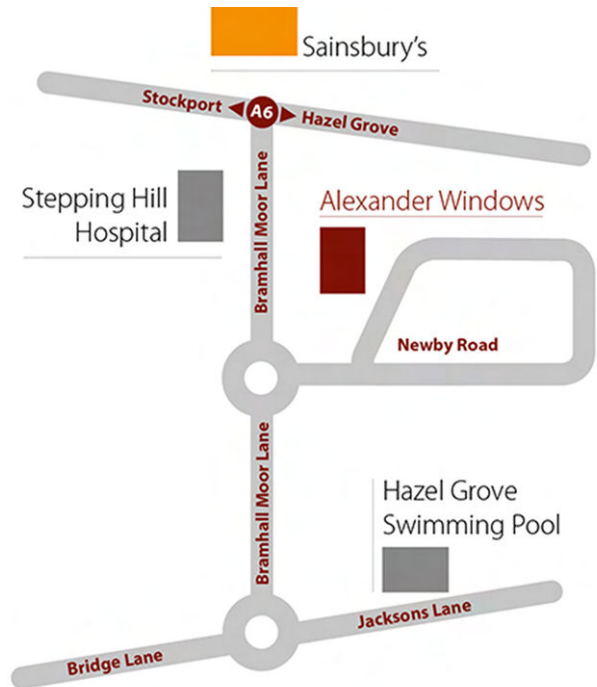 Sainsbury's
Stockport
A6
Hazel Grove
Stepping Hill
Hospital
Bramhall Moor Lane
Alexander Windows
Newby Road
Bramhall Moor Lane
Hazel Grove
Swimming Pool
Jacksons Lane
Bridge Lane